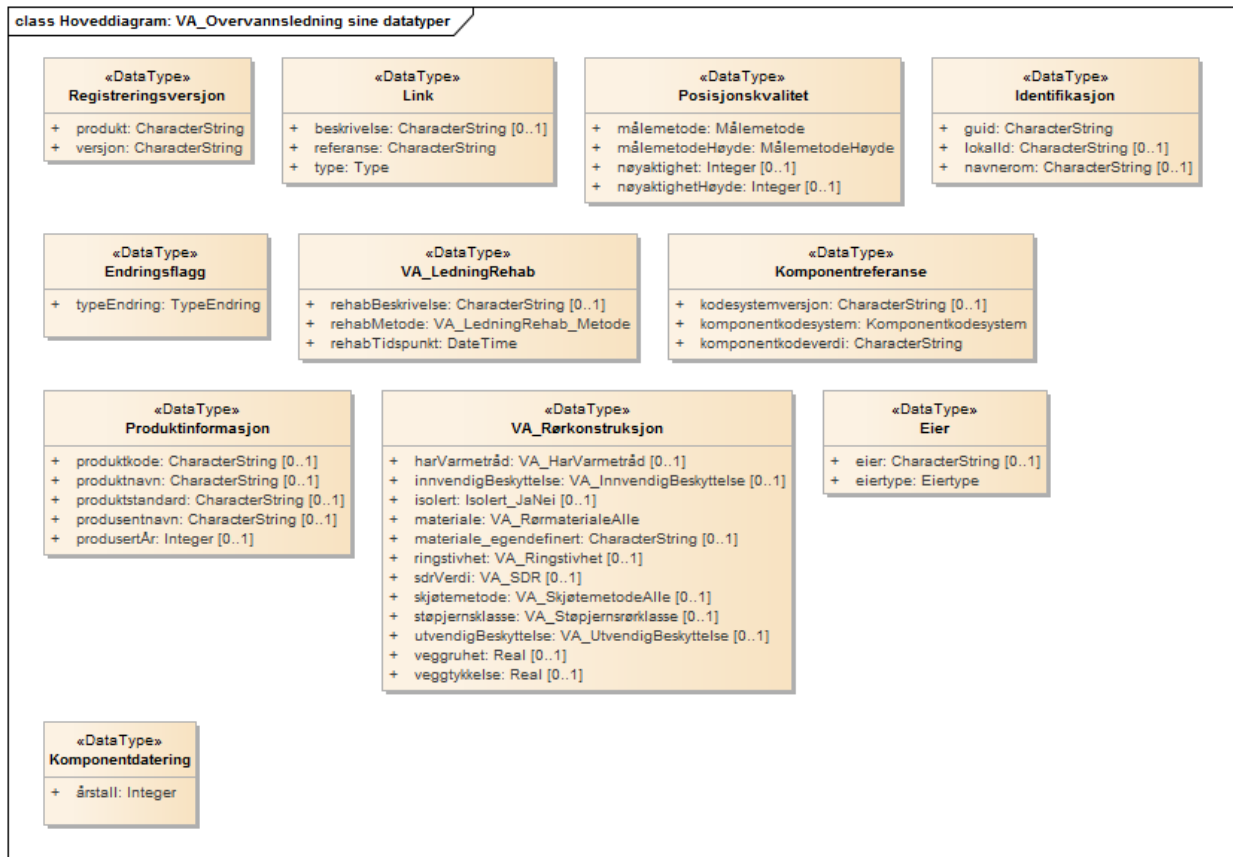 class Hoveddiagram: VA_Overvannsledning sine datatyper
«DataType»
Registreringsversjon
+ produkt: CharacterString
+ versjon: CharacterString
«DataType»
Link
+ beskrivelse: CharacterString [0..1]
+ referanse: CharacterString
+ type: Type
«DataType»
Posisjonskvalitet
+ målemetode: Målemetode
+ målemetodeHøyde: MålemetodeHøyde
+ nøyaktighet: Integer [0..1]
+ nøyaktighetHøyde: Integer [0..1]
«DataType»
Identifikasjon
+ guid: CharacterString
+ lokalId: CharacterString [0..1]
+ navnerom: CharacterString [0..1]
«DataType»
Endringsflagg
+ typeEndring: TypeEndring
«DataType»
VA_LedningRehab
+ rehabBeskrivelse: CharacterString [0..1]
+ rehabMetode: VA_LedningRehab_Metode
+ rehabTidspunkt: DateTime
«DataType»
Komponentreferanse
+ kodesystemversjon: CharacterString [0..1]
+ komponentkodesystem: Komponentkodesystem
+ komponentkodeverdi: CharacterString
«DataType»
Produktinformasjon
+ produktkode: CharacterString [0..1]
+ produktnavn: CharacterString [0..1]
+ produktstandard: CharacterString [0..1]
+ produsentnavn: CharacterString [0..1]
+ produsertÅr: Integer [0..1]
«DataType»
VA_Rørkonstruksjon
+ harVarmetråd: VA_HarVarmetråd [0..1]
+ innvendigBeskyttelse: VA_InnvendigBeskyttelse [0..1]
+ isolert: Isolert_JaNei [0..1]
+ materiale: VA_RørmaterialeAlle
+ materiale_egendefinert: CharacterString [0..1]
+ ringstivhet: VA_Ringstivhet [0..1]
+ sdrVerdi: VA_SDR [0..1]
+ skjøtemetode: VA_SkjøtemetodeAlle [0..1]
+ støpjernsklasse: VA_Støpjernsrørklasse [0..1]
+ utvendigBeskyttelse: VA_UtvendigBeskyttelse [0..1]
+ veggruhet: Real [0..1]
+ veggtykkelse: Real [0..1]
«DataType»
Eier
+ eier: CharacterString [0..1]
+ eiertype: Eiertype
«DataType»
Komponentdatering
+ årstall: Integer